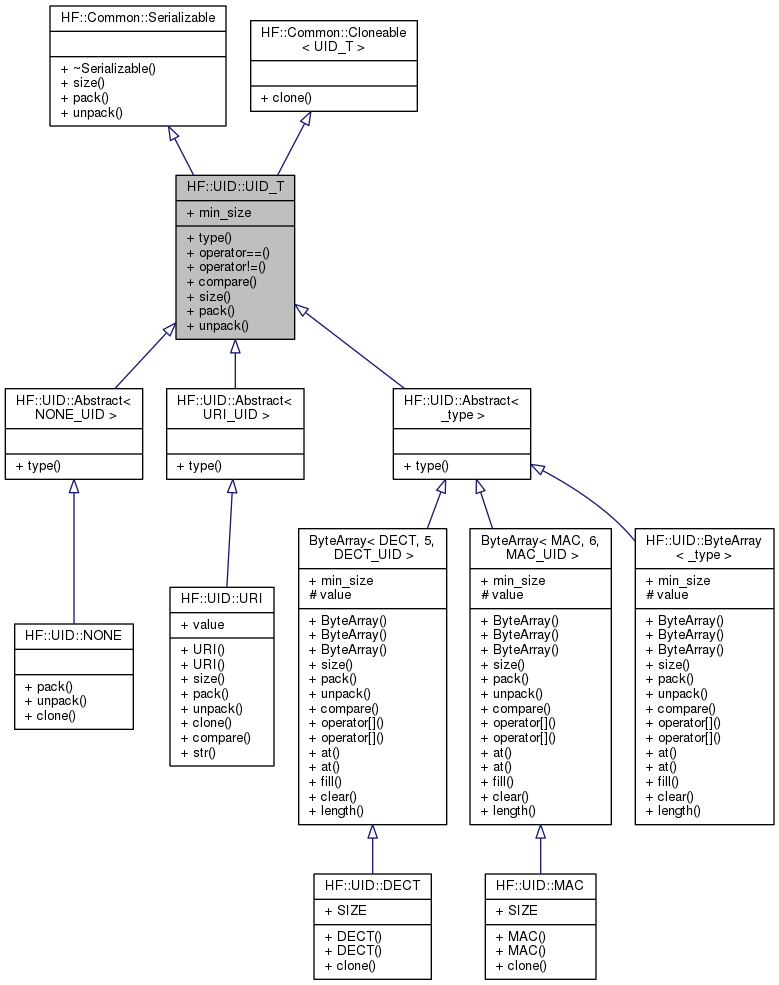 HF::Common::Serializable
+ ~Serializable()
+ size()
+ pack()
+ unpack()
HF::Common::Cloneable
< UID_T >
+ clone()
HF::UID::UID_T
+ min_size
+ type()
+ operator==()
+ operator!=()
+ compare()
+ size()
+ pack()
+ unpack()
HF::UID::Abstract<
NONE_UID >
+ type()
HF::UID::Abstract<
URI_UID >
+ type()
HF::UID::Abstract<
_type >
+ type()
HF::UID::NONE
+ pack()
+ unpack()
+ clone()
HF::UID::URI
+ value
+ URI()
+ URI()
+ size()
+ pack()
+ unpack()
+ clone()
+ compare()
+ str()
ByteArray< DECT, 5,
DECT_UID >
+ min_size
# value
+ ByteArray()
+ ByteArray()
+ ByteArray()
+ size()
+ pack()
+ unpack()
+ compare()
+ operator[]()
+ operator[]()
+ at()
+ at()
+ fill()
+ clear()
+ length()
ByteArray< MAC, 6,
MAC_UID >
+ min_size
# value
+ ByteArray()
+ ByteArray()
+ ByteArray()
+ size()
+ pack()
+ unpack()
+ compare()
+ operator[]()
+ operator[]()
+ at()
+ at()
+ fill()
+ clear()
+ length()
HF::UID::ByteArray
< _type >
+ min_size
# value
+ ByteArray()
+ ByteArray()
+ ByteArray()
+ size()
+ pack()
+ unpack()
+ compare()
+ operator[]()
+ operator[]()
+ at()
+ at()
+ fill()
+ clear()
+ length()
HF::UID::DECT
+ SIZE
+ DECT()
+ DECT()
+ clone()
HF::UID::MAC
+ SIZE
+ MAC()
+ MAC()
+ clone()